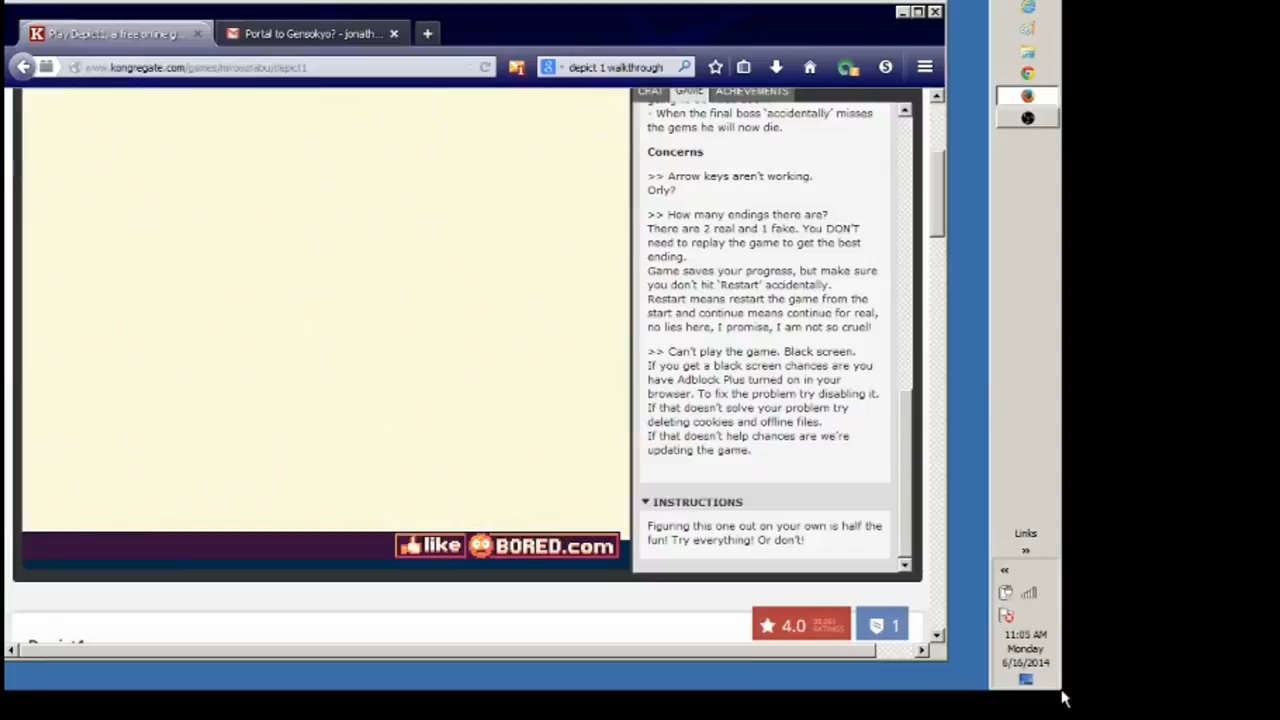 Play Depict1, a free online g...
Portal to Gensokyo? - jonath...
www.kongregate.com/games/mrosorabu/depict1
depict 1 walkthrough
CHAT GAME ACHIEVEMENTS
- When the final boss 'accidentally' misses
the gems he will now die.
Concerns
>> Arrow keys aren't working.
Orly?
>> How many endings there are?
There are 2 real and 1 fake. You DON'T
need to replay the game to get the best
ending.
Game saves your progress, but make sure
you don't hit 'Restart' accidentally.
Restart means restart the game from the
start and continue means continue for real,
no lies here, I promise, I am not so cruel!
>> Can't play the game. Black screen.
If you get a black screen chances are you
have Adblock Plus turned on in your
browser. To fix the problem try disabling it.
If that doesn't solve your problem try
deleting cookies and offline files.
If that doesn't help chances are we're
updating the game.
INSTRUCTIONS
Figuring this one out on your own is half the
fun! Try everything! Or don't!
like BORED.com
4.0 RATINGS 1
Links
11:05 AM
Monday
6/16/2014